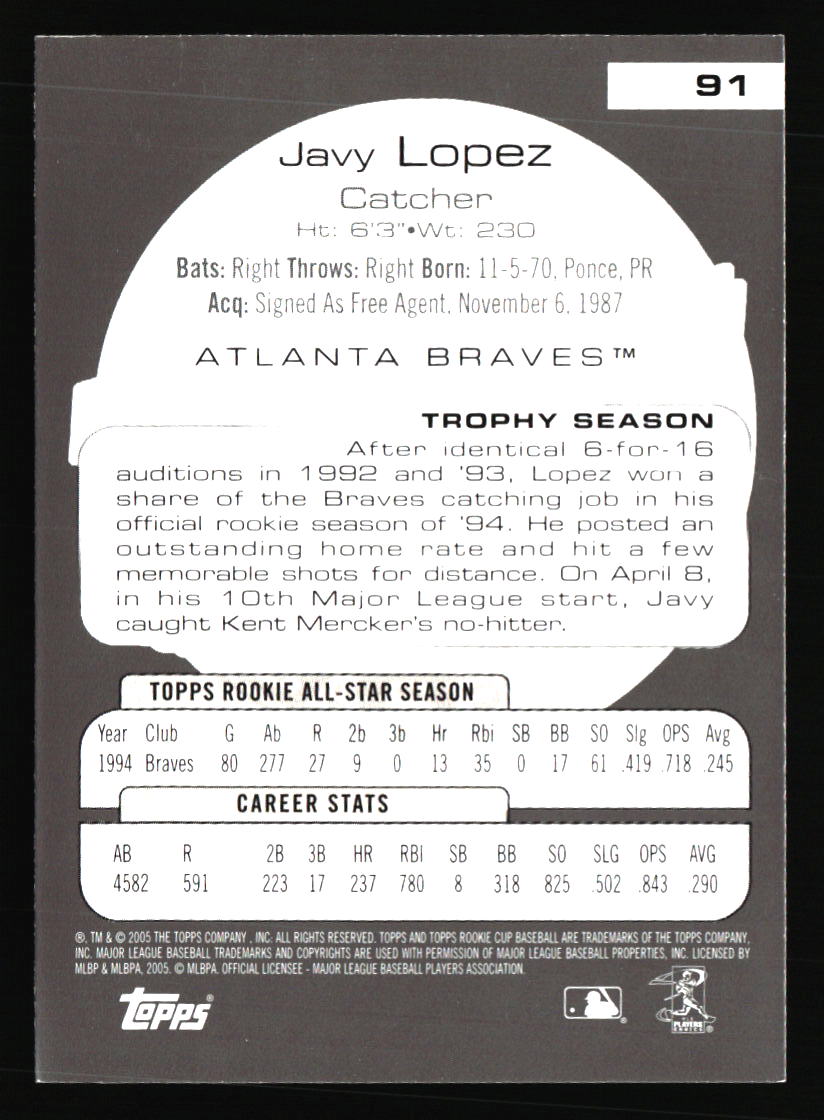 91
Javy Lopez
Catcher
Ht: 6'3"•Wt: 230
Bats: Right Throws: Right Born: 11-5-70, Ponce, PR
Acq: Signed As Free Agent, November 6, 1987
ATLANTA BRAVES™
TROPHY SEASON
After identical 6-for-16
auditions in 1992 and '93, Lopez won a
share of the Braves catching job in his
official rookie season of '94. He posted an
outstanding home rate and hit a few
memorable shots for distance. On April 8,
in his 10th Major League start, Javy
caught Kent Mercker's no-hitter.
TOPPS ROOKIE ALL-STAR SEASON
Year Club G Ab R 2b 3b Hr Rbi SB BB SO Slg OPS Avg
1994 Braves 80 277 27 9 0 13 35 0 17 61 .419 .718 .245
CAREER STATS
AB R 2B 3B HR RBI SB BB SO SLG OPS AVG
4582 591 223 17 237 780 8 318 825 .502 .843 .290
®, TM & © 2005 THE TOPPS COMPANY, INC. ALL RIGHTS RESERVED. TOPPS AND TOPPS ROOKIE CUP BASEBALL ARE TRADEMARKS OF THE TOPPS COMPANY,
INC. MAJOR LEAGUE BASEBALL TRADEMARKS AND COPYRIGHTS ARE USED WITH PERMISSION OF MAJOR LEAGUE BASEBALL PROPERTIES, INC. LICENSED BY
MLBP & MLBPA, 2005. © MLBPA. OFFICIAL LICENSEE - MAJOR LEAGUE BASEBALL PLAYERS ASSOCIATION.
Topps®
PLAYERS
CHOICE ®